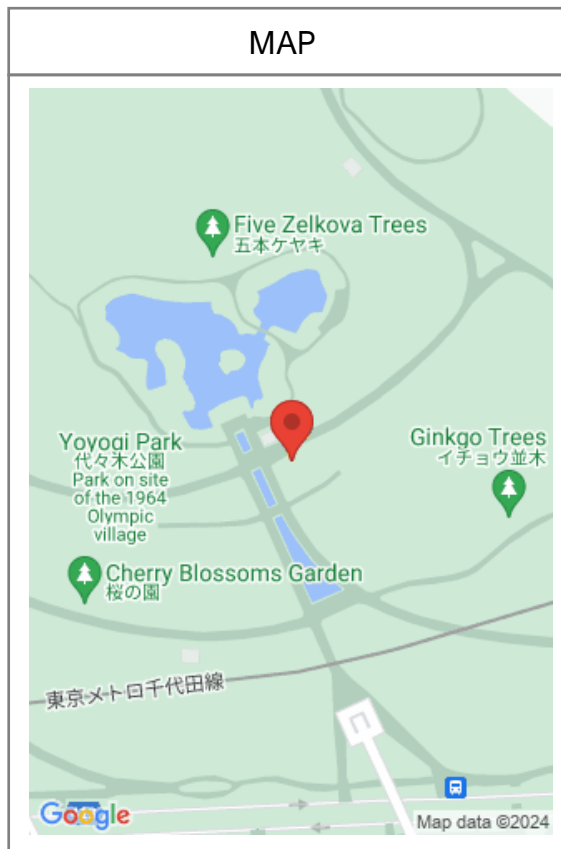 MAP
Five Zelkova Trees
五本ケヤキ
Yoyogi Park
代々木公園
Park on site
of the 1964
Olympic
village
Ginkgo Trees
イチョウ並木
Cherry Blossoms Garden
桜の園
東京メトロ千代田線
Google
Map data ©2024